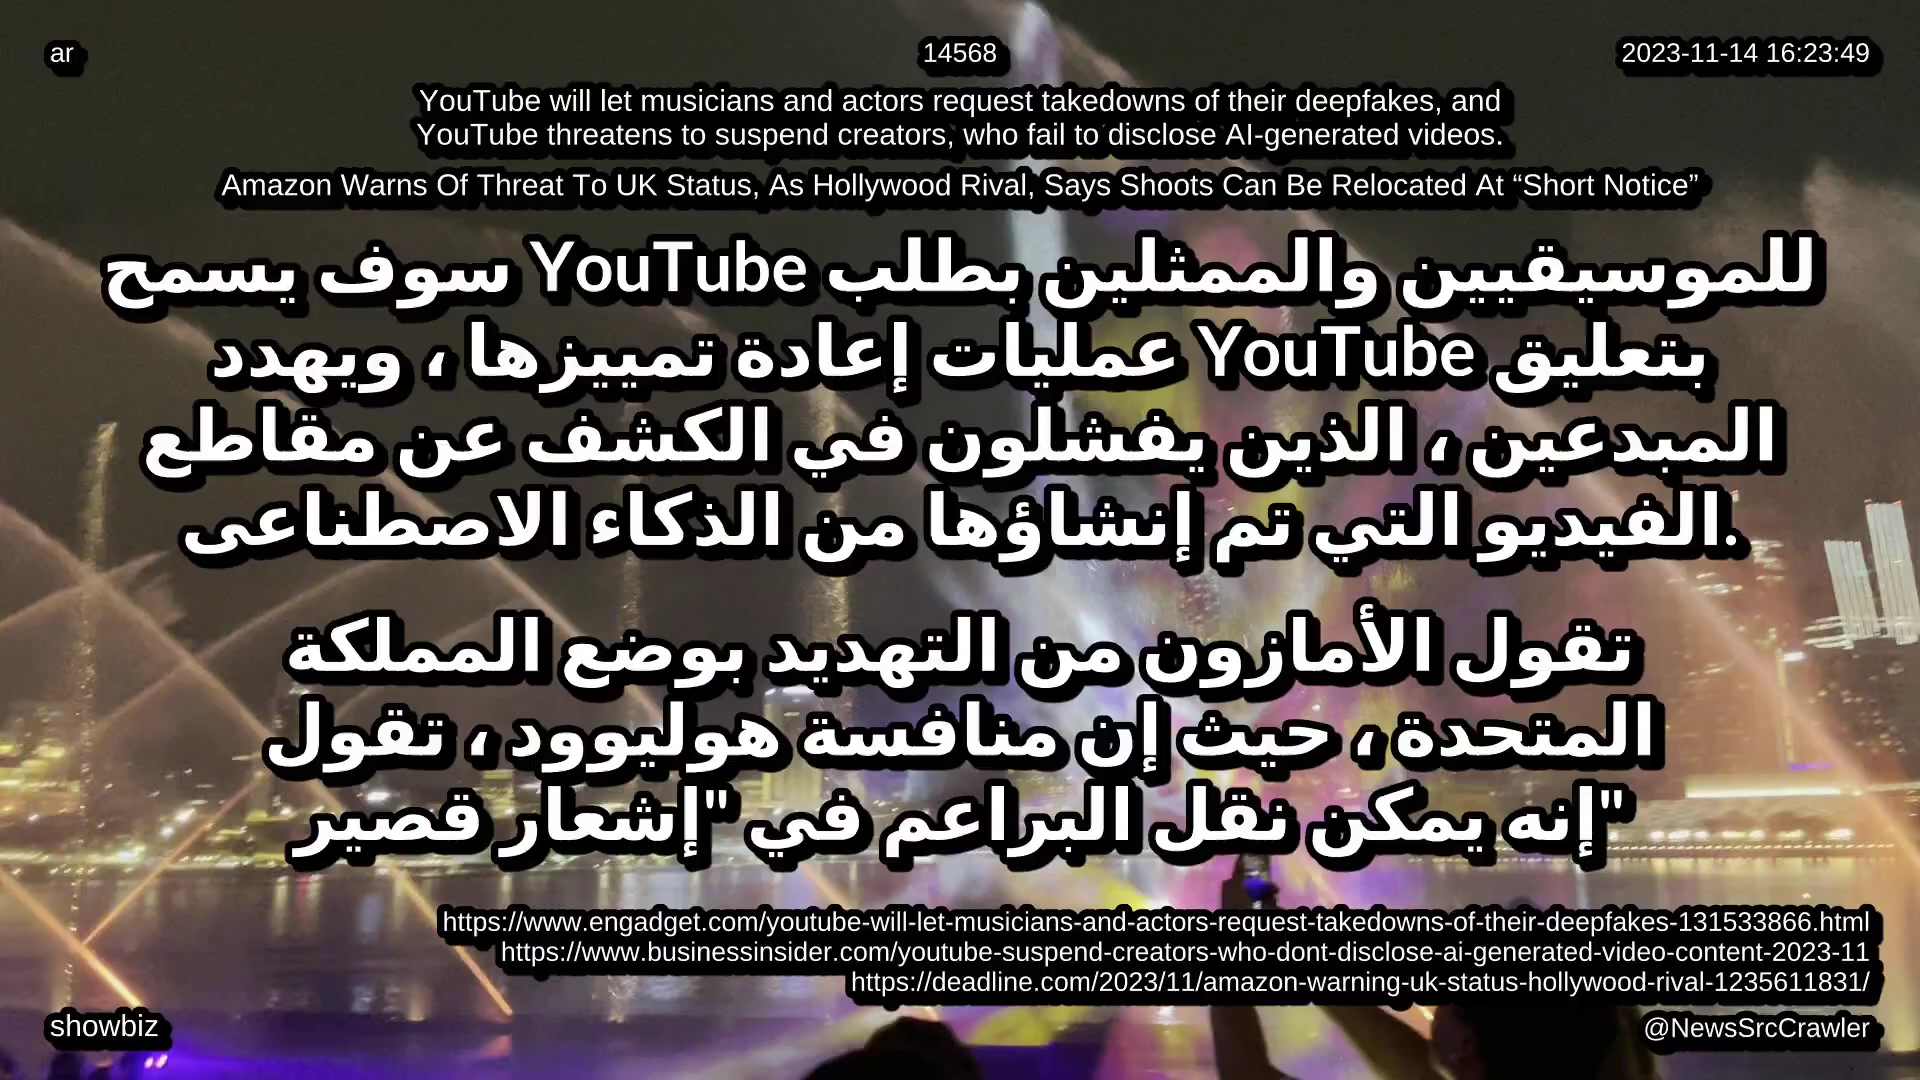 ar
14568
2023-11-14 16:23:49
YouTube will let musicians and actors request takedowns of their deepfakes, and
YouTube threatens to suspend creators, who fail to disclose AI-generated videos.
Amazon Warns Of Threat To UK Status, As Hollywood Rival, Says Shoots Can Be Relocated At “Short Notice”
سوف يسمح YouTube للموسيقيين والممثلين بطلب
عمليات إعادة تمييزها ، ويهدد YouTube بتعليق
المبدعين ، الذين يفشلون في الكشف عن مقاطع
الفيديو التي تم إنشاؤها من الذكاء الاصطناعى.
تقول الأمازون من التهديد بوضع المملكة
المتحدة ، حيث إن منافسة هوليوود ، تقول
إنه يمكن نقل البراعم في "إشعار قصير"
https://www.engadget.com/youtube-will-let-musicians-and-actors-request-takedowns-of-their-deepfakes-131533866.html
https://www.businessinsider.com/youtube-suspend-creators-who-dont-disclose-ai-generated-video-content-2023-11
https://deadline.com/2023/11/amazon-warning-uk-status-hollywood-rival-1235611831/
showbiz
@NewsSrcCrawler